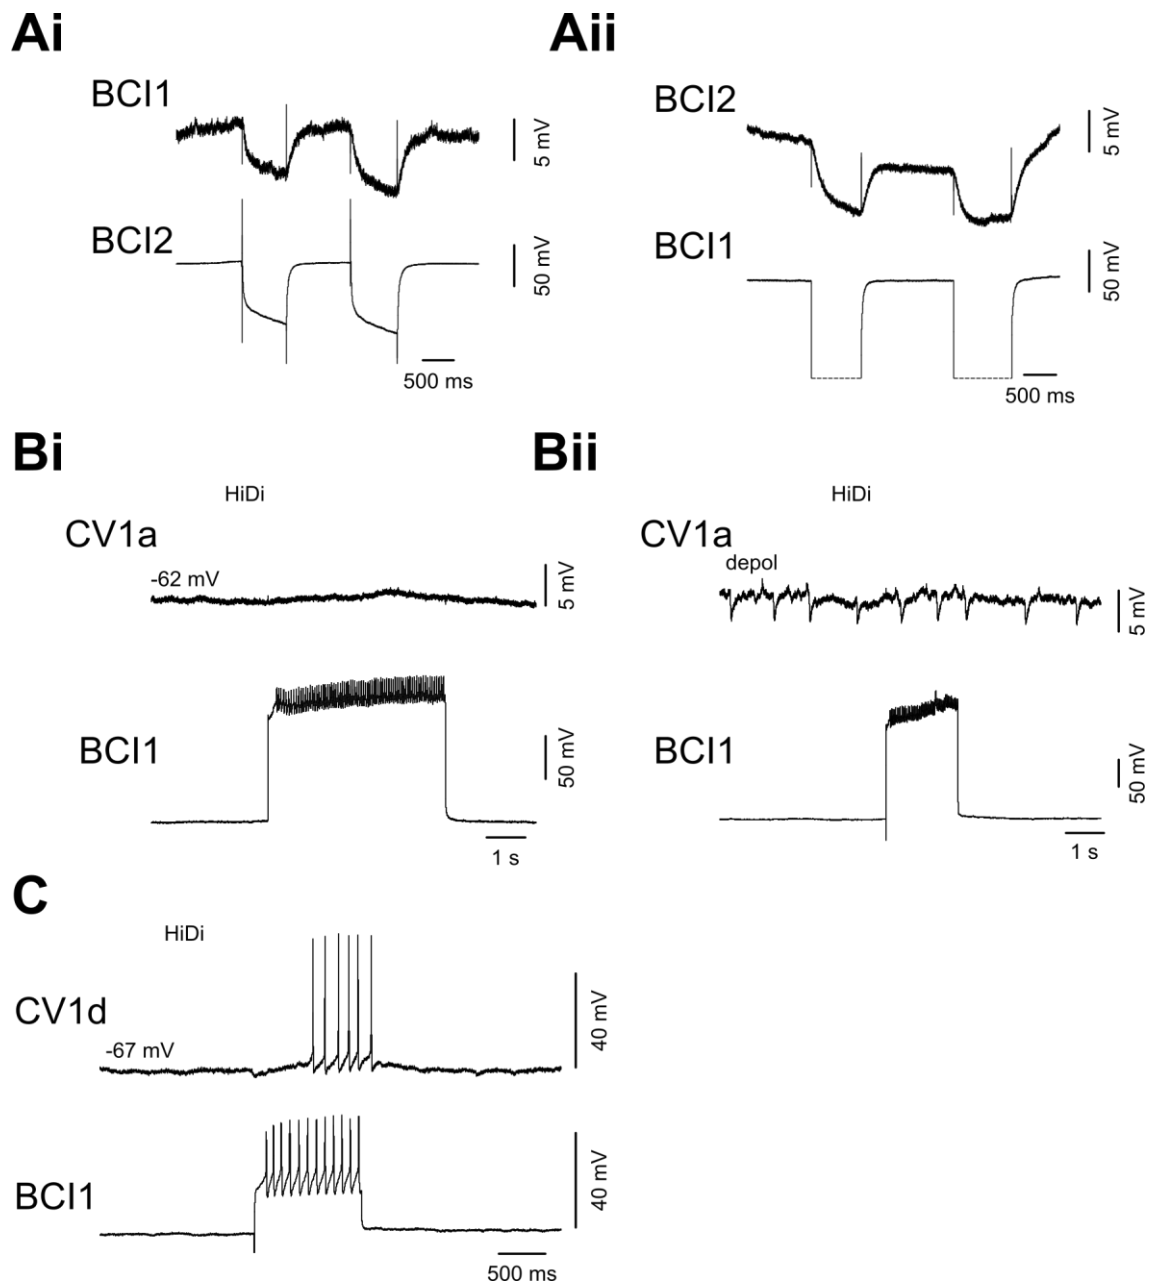 Ai
BCI1
5 mV
BCI2
50 mV
500 ms
Aii
BCI2
5 mV
BCI1
50 mV
500 ms
Bi
HiDi
CV1a
-62 mV
5 mV
BCI1
50 mV
1 s
Bii
HiDi
CV1a
depol
5 mV
BCI1
50 mV
1 s
C
HiDi
CV1d
-67 mV
40 mV
BCI1
40 mV
500 ms